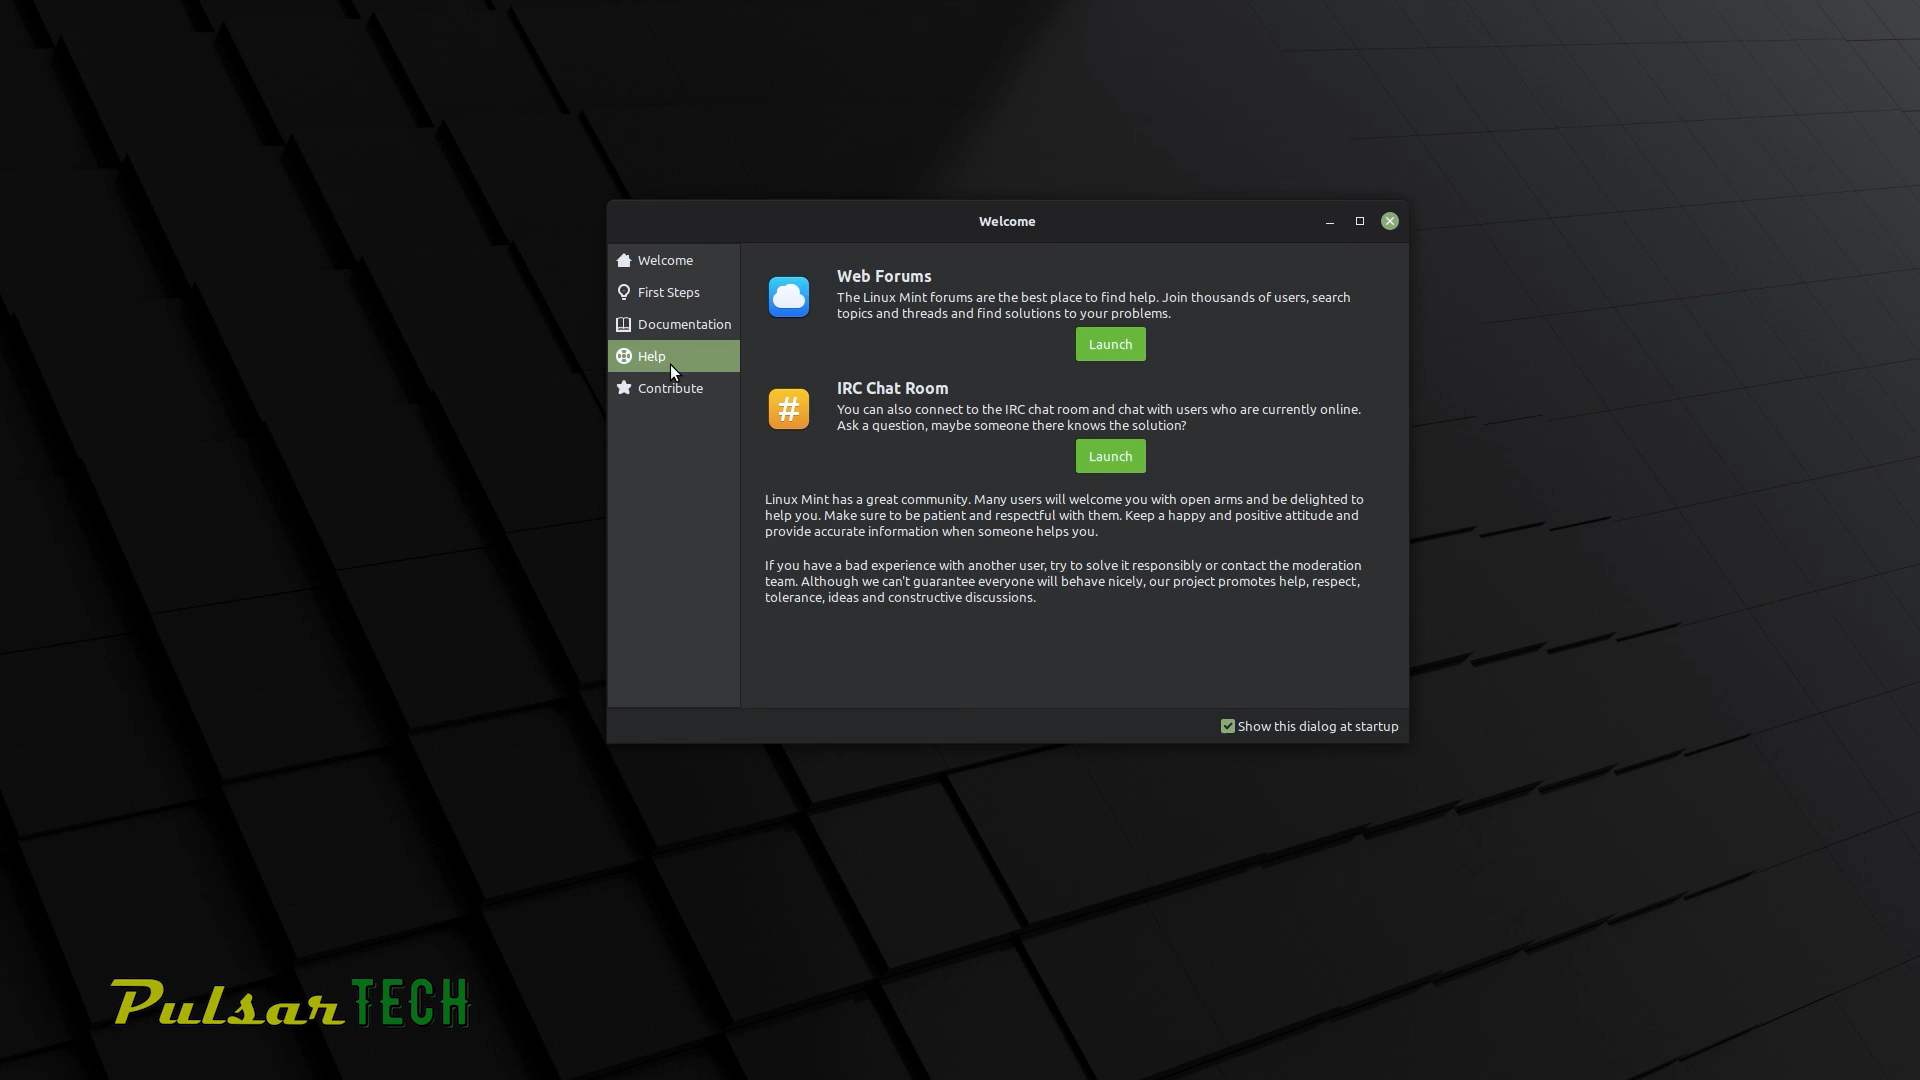 Welcome
Welcome
First Steps
Documentation
Help
Contribute
Web Forums
The Linux Mint forums are the best place to find help. Join thousands of users, search
topics and threads and find solutions to your problems.
Launch
#
IRC Chat Room
You can also connect to the IRC chat room and chat with users who are currently online.
Ask a question, maybe someone there knows the solution?
Launch
Linux Mint has a great community. Many users will welcome you with open arms and be delighted to
help you. Make sure to be patient and respectful with them. Keep a happy and positive attitude and
provide accurate information when someone helps you.
If you have a bad experience with another user, try to solve it responsibly or contact the moderation
team. Although we can't guarantee everyone will behave nicely, our project promotes help, respect,
tolerance, ideas and constructive discussions.
Show this dialog at startup
PulsarTECH